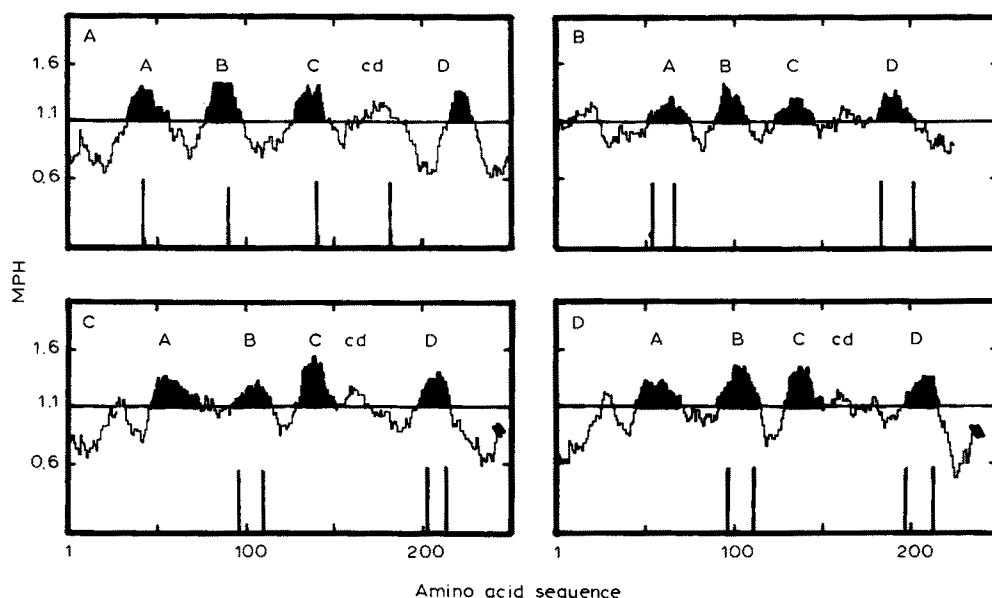 A
B
1.6
A B C cd D
A B C D
1.1
0.6
MPH
C
D
1.6
A B C cd D
A B C cd D
1.1
0.6
1 100 200
1 100 200
Amino acid sequence